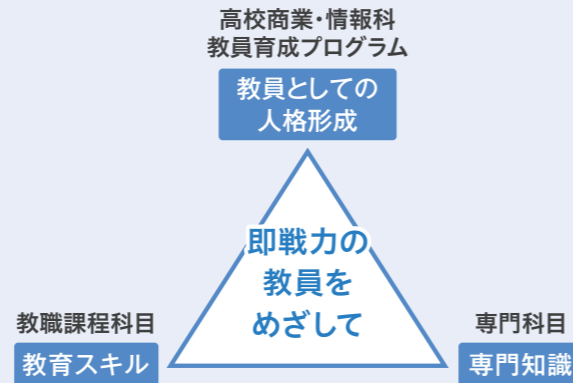 高校商業・情報科
教員育成プログラム
教員としての
人格形成
即戦力の
教員を
めざして
教職課程科目
教育スキル
専門科目
専門知識